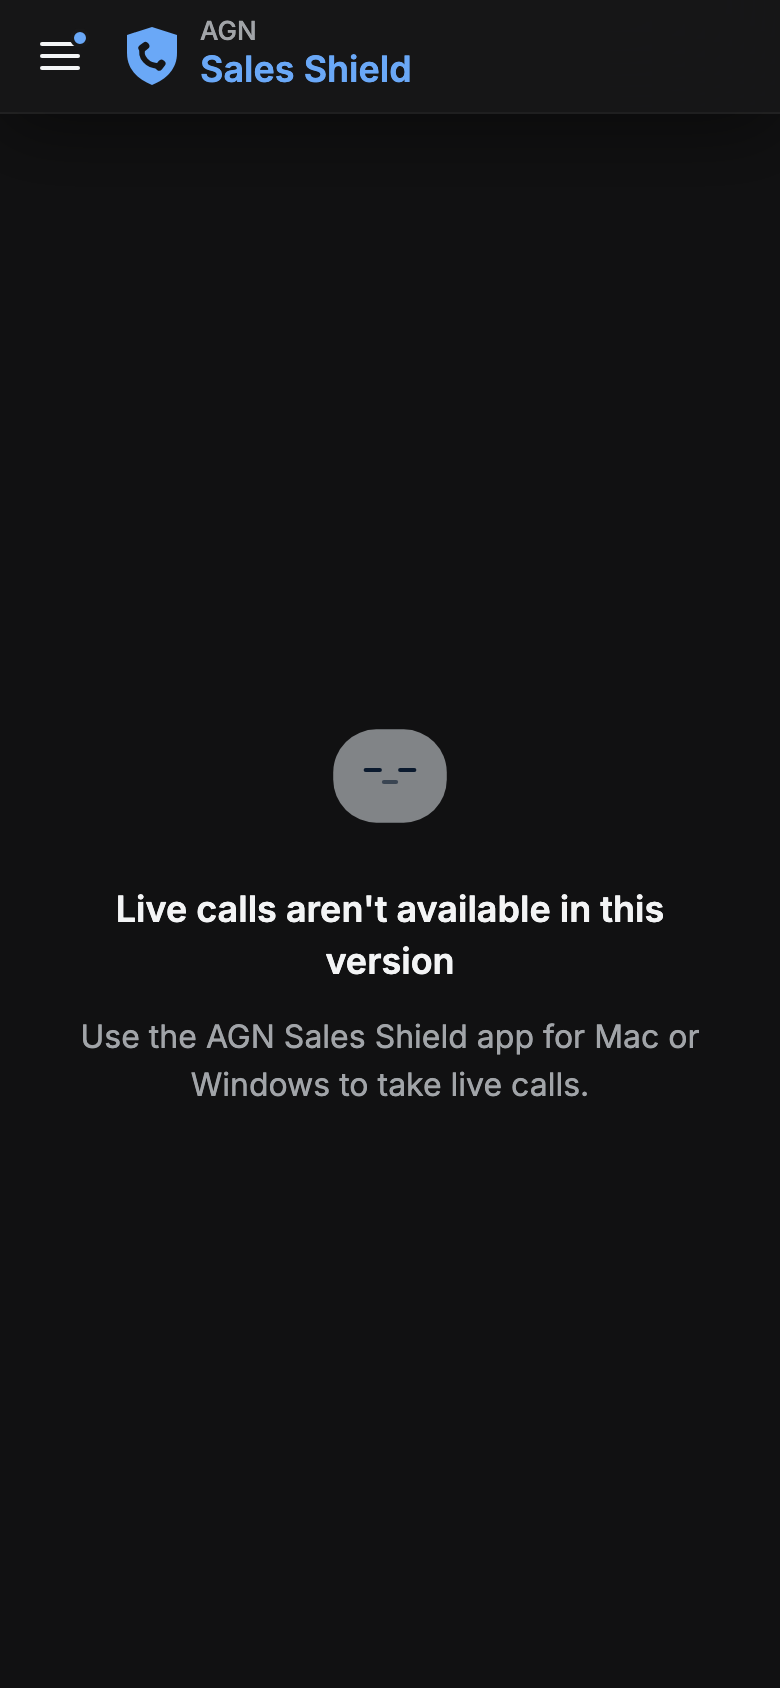 AGN
Sales Shield
Live calls aren't available in this
version
Use the AGN Sales Shield app for Mac or
Windows to take live calls.